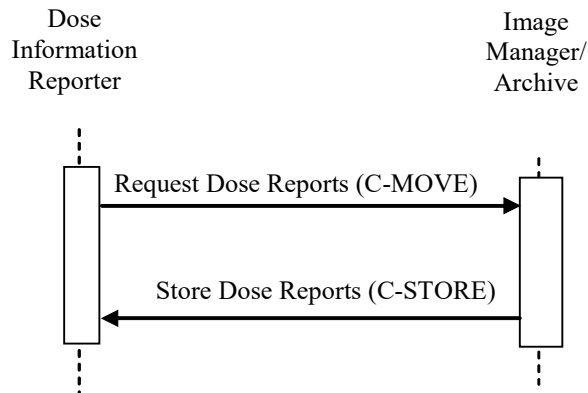 Dose
Information
Reporter
Image
Manager/
Archive
Request Dose Reports (C-MOVE)
Store Dose Reports (C-STORE)